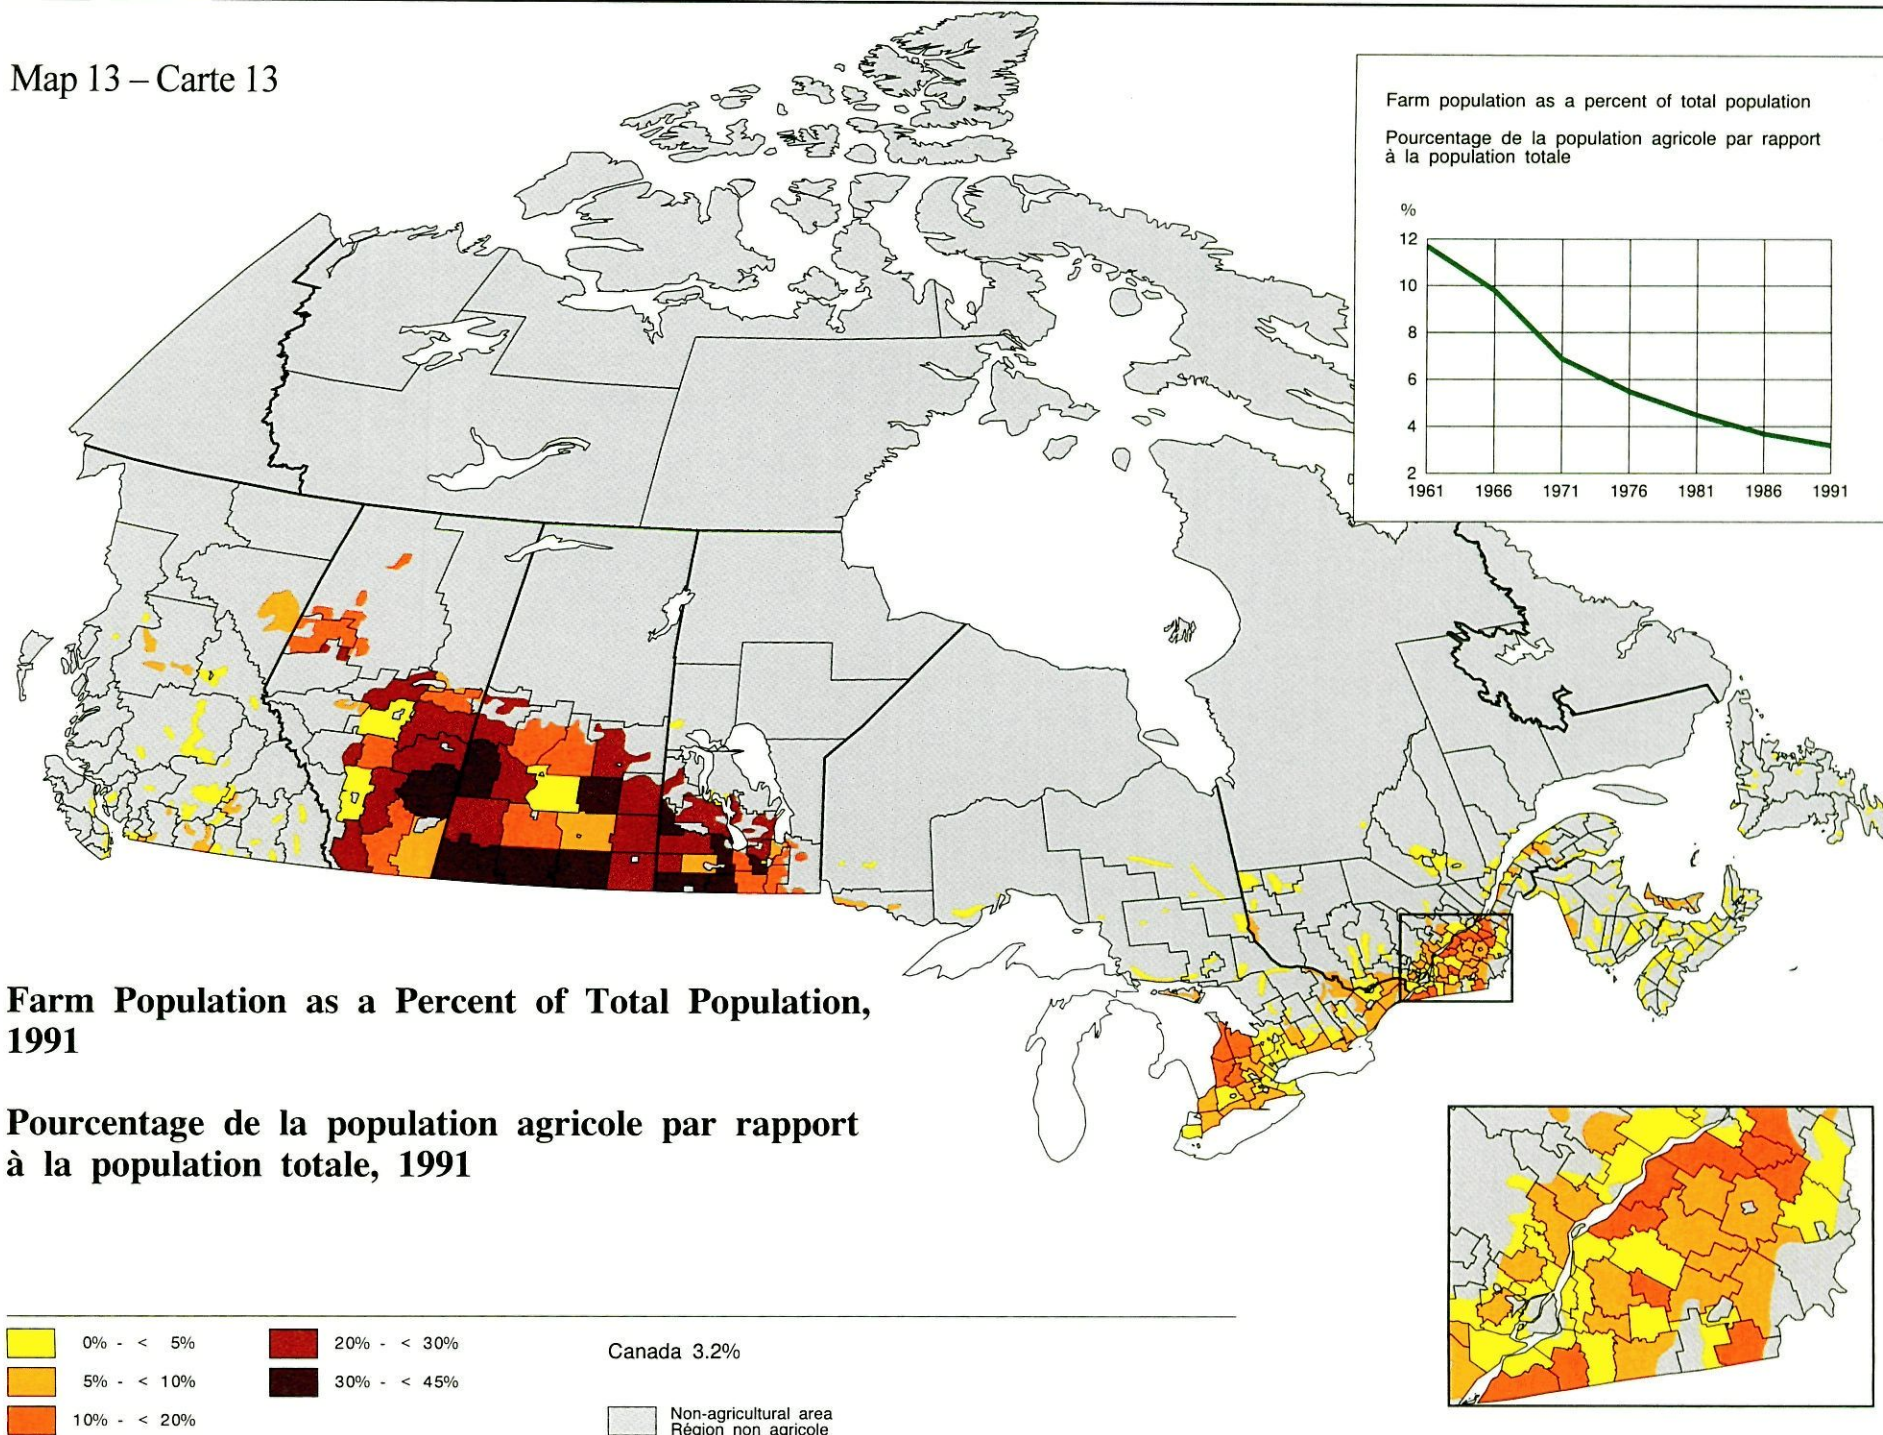 Map 13 – Carte 13
Farm population as a percent of total population
Pourcentage de la population agricole par rapport
à la population totale
%
12
10
8
6
4
2
1961 1966 1971 1976 1981 1986 1991
Farm Population as a Percent of Total Population,
1991
Pourcentage de la population agricole par rapport
à la population totale, 1991
0% - < 5%
5% - < 10%
10% - < 20%
20% - < 30%
30% - < 45%
Canada 3.2%
Non-agricultural area
Région non agricole